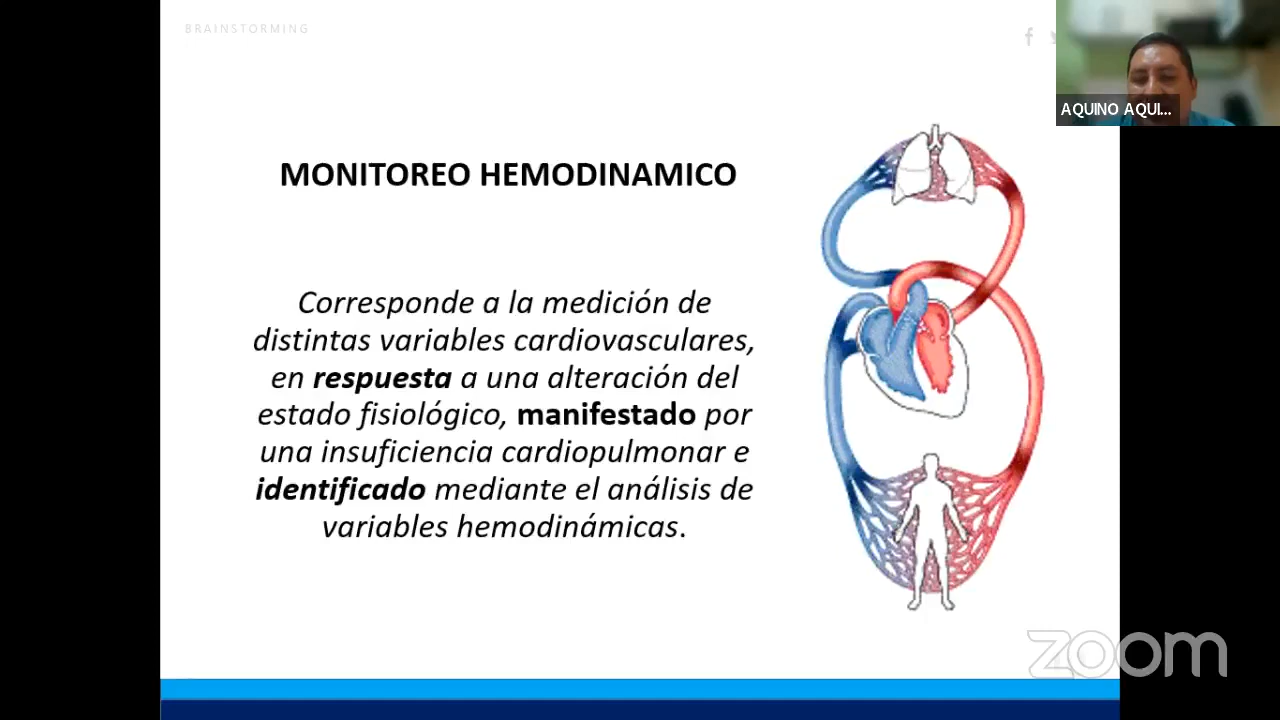 BRAINSTORMING
AQUINO AQUI...
MONITOREO HEMODINAMICO
Corresponde a la medición de
distintas variables cardiovasculares,
en respuesta a una alteración del
estado fisiológico, manifestado por
una insuficiencia cardiopulmonar e
identificado mediante el análisis de
variables hemodinámicas.
zoom